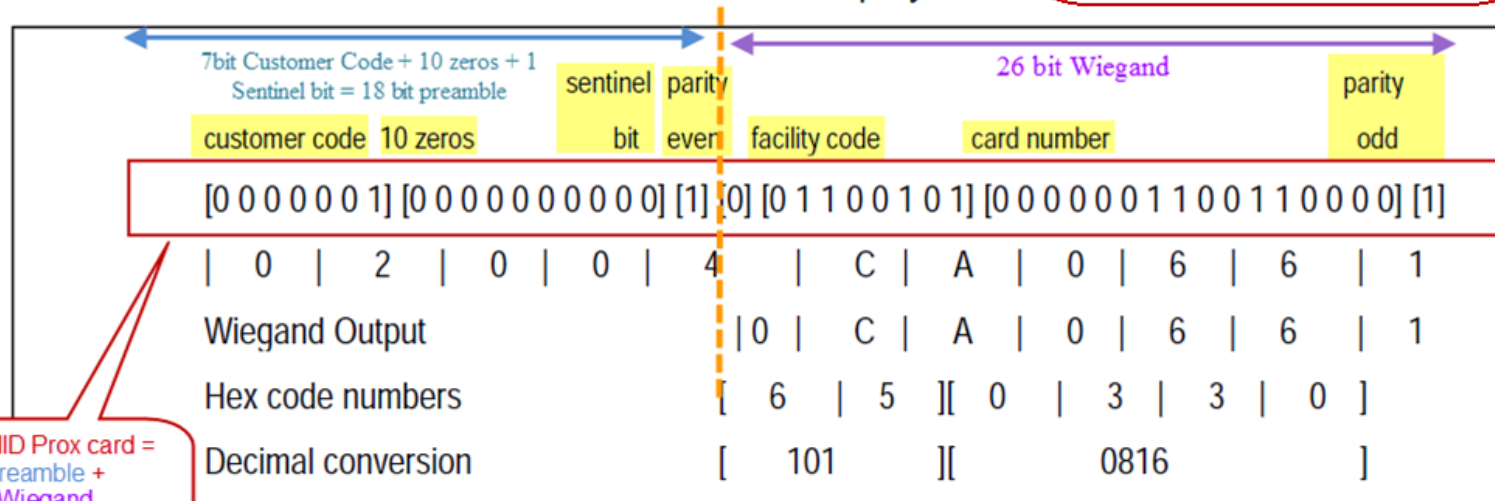 7bit Customer Code + 10 zeros + 1
Sentinel bit = 18 bit preamble
26 bit Wiegand
sentinel parity parity
customer code 10 zeros bit even facility code card number odd
[0 0 0 0 0 0 1] [0 0 0 0 0 0 0 0 0 0] [1] [0] [0 1 1 0 0 1 0 1] [0 0 0 0 0 0 1 1 0 0 1 1 0 0 0 0] [1]
| 0 | 2 | 0 | 0 | 4 | C | A | 0 | 6 | 6 | 1
Wiegand Output |0 | C | A | 0 | 6 | 6 | 1
Hex code numbers [ 6 | 5 ][ 0 | 3 | 3 | 0 ]
Decimal conversion [ 101 ][ 0816 ]
Prox card =
+
Wiegand